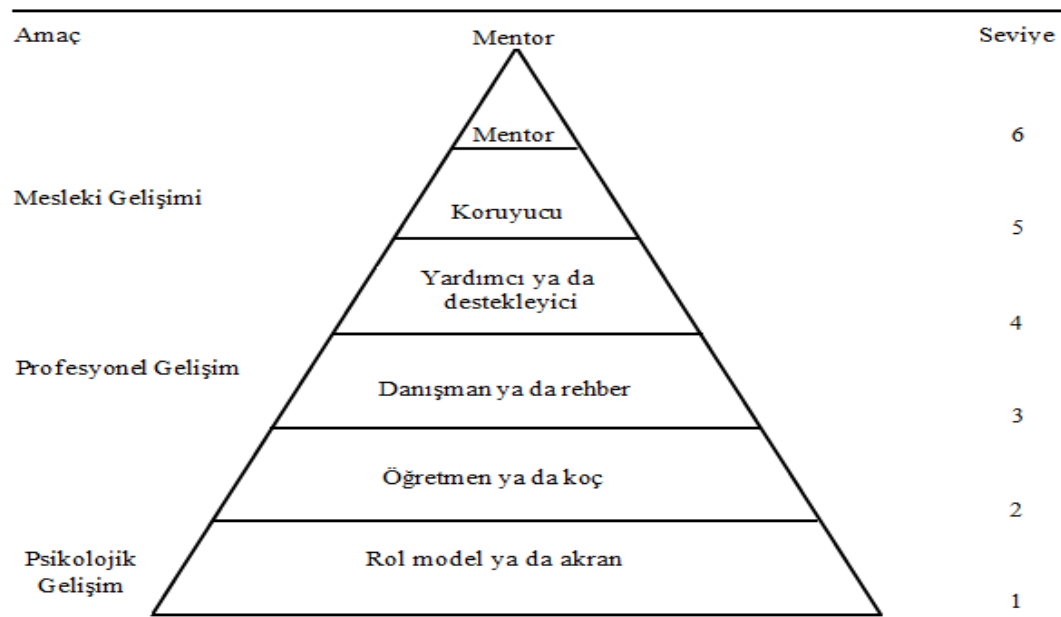 Amaç Mentor Seviye
Mentor 6
Mesleki Gelişimi
Koruyucu 5
Yardımcı ya da
destekleyici
4
Profesyonel Gelişim
Danışman ya da rehber
3
Öğretmen ya da koç
2
Psikolojik
Gelişim
Rol model ya da akran
1